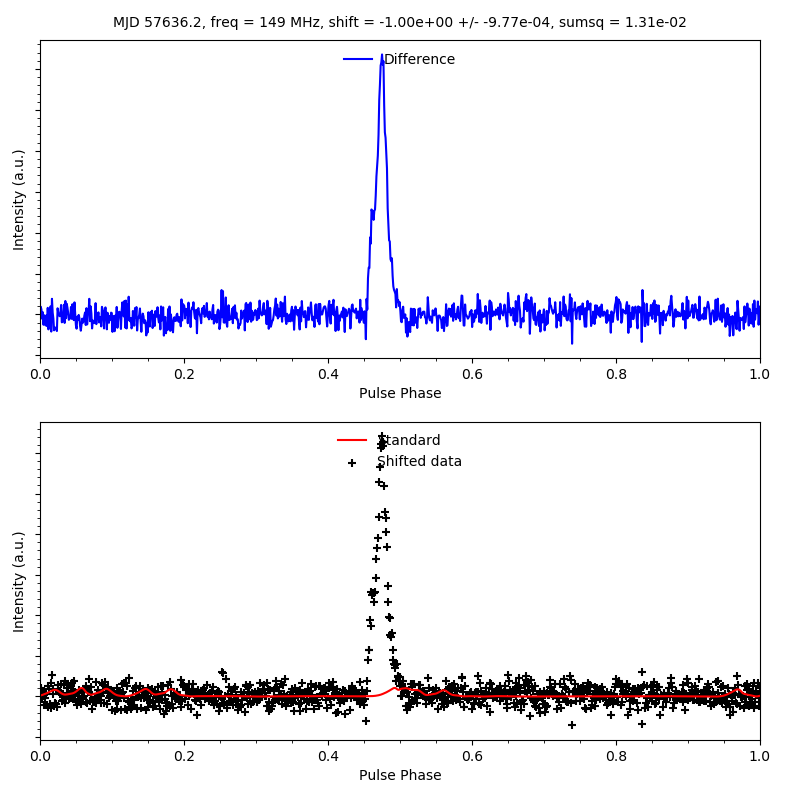 MJD 57636.2, freq = 149 MHz, shift = -1.00e+00 +/- -9.77e-04, sumsq = 1.31e-02
Difference
Intensity (a.u.)
0.0 0.2 0.4 0.6 0.8 1.0
Pulse Phase
Standard
Shifted data
Intensity (a.u.)
0.0 0.2 0.4 0.6 0.8 1.0
Pulse Phase